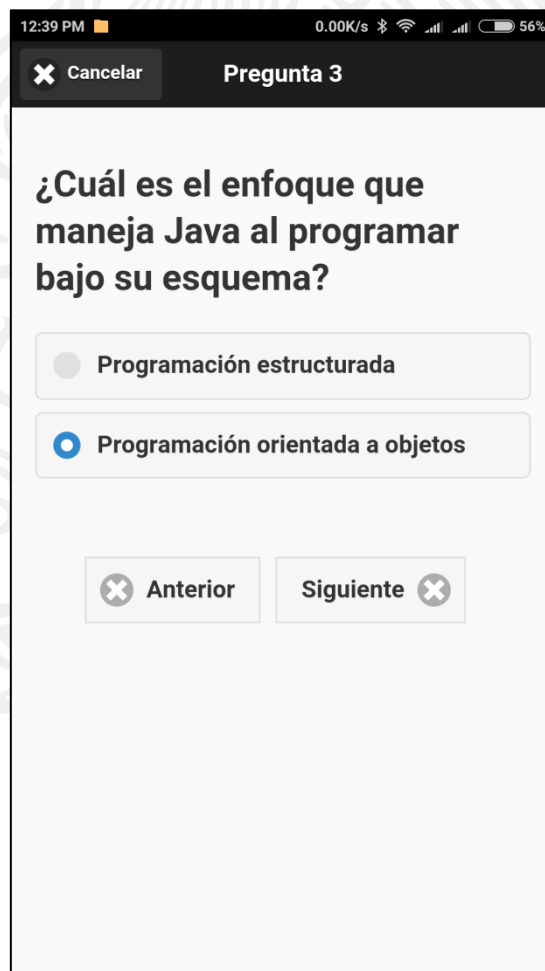 12:39 PM 0.00K/s 56%
Cancelar Pregunta 3
¿Cuál es el enfoque que
maneja Java al programar
bajo su esquema?
Programación estructurada
Programación orientada a objetos
Anterior Siguiente